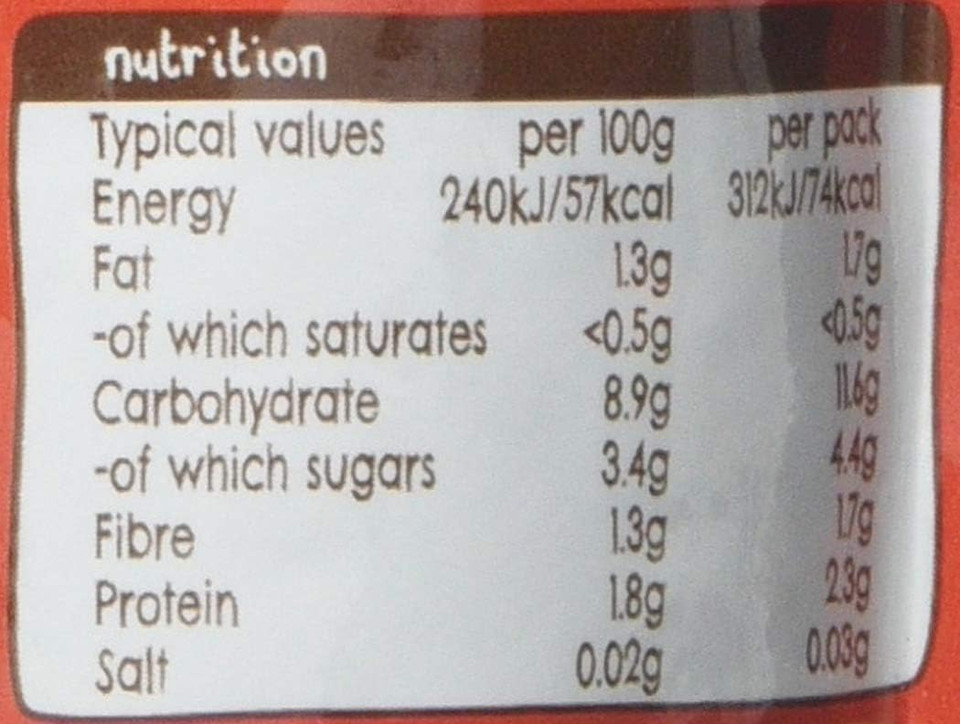 nutrition
Typical values per 100g per pack
Energy 240kJ/57kcal 312kJ/74kcal
Fat 1.3g 1.7g
-of which saturates <0.5g <0.5g
Carbohydrate 8.9g 11.6g
-of which sugars 3.4g 4.4g
Fibre 1.3g 1.7g
Protein 1.8g 2.3g
Salt 0.02g 0.03g